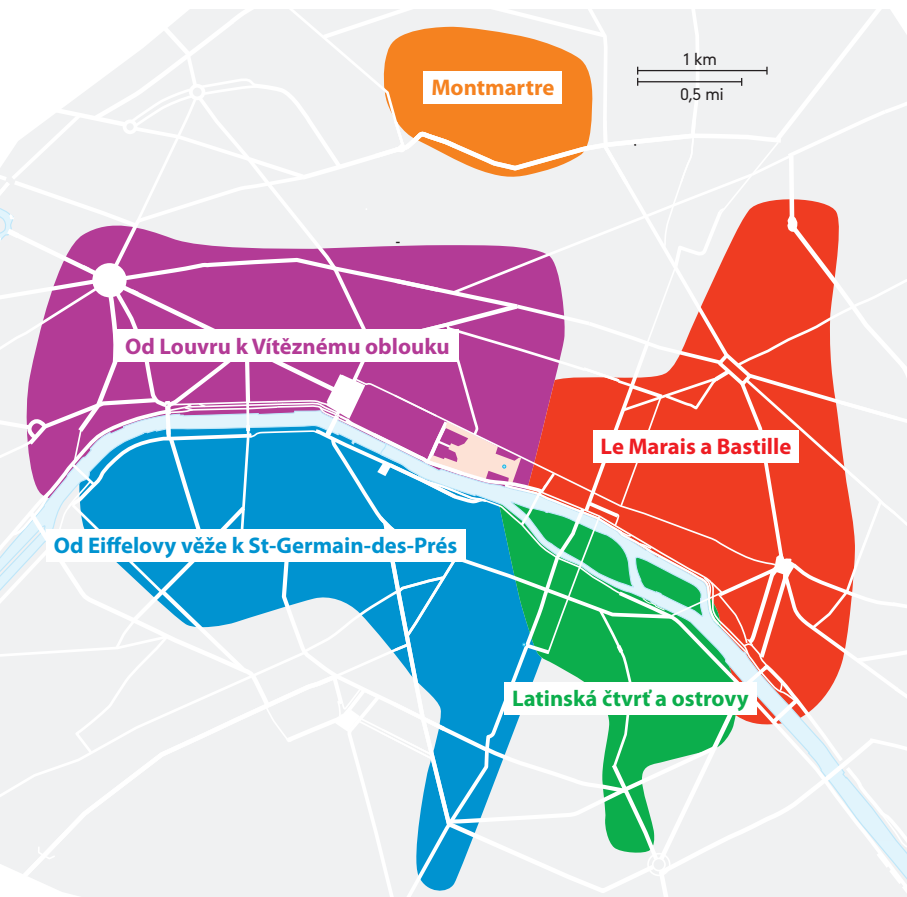 1 km
Montmartre
0,5 mi
Od Louvru k Vítěznému oblouku
Le Marais a Bastille
Od Eiffelovy věže k St-Germain-des-Prés
Latinská čtvrť a ostrovy